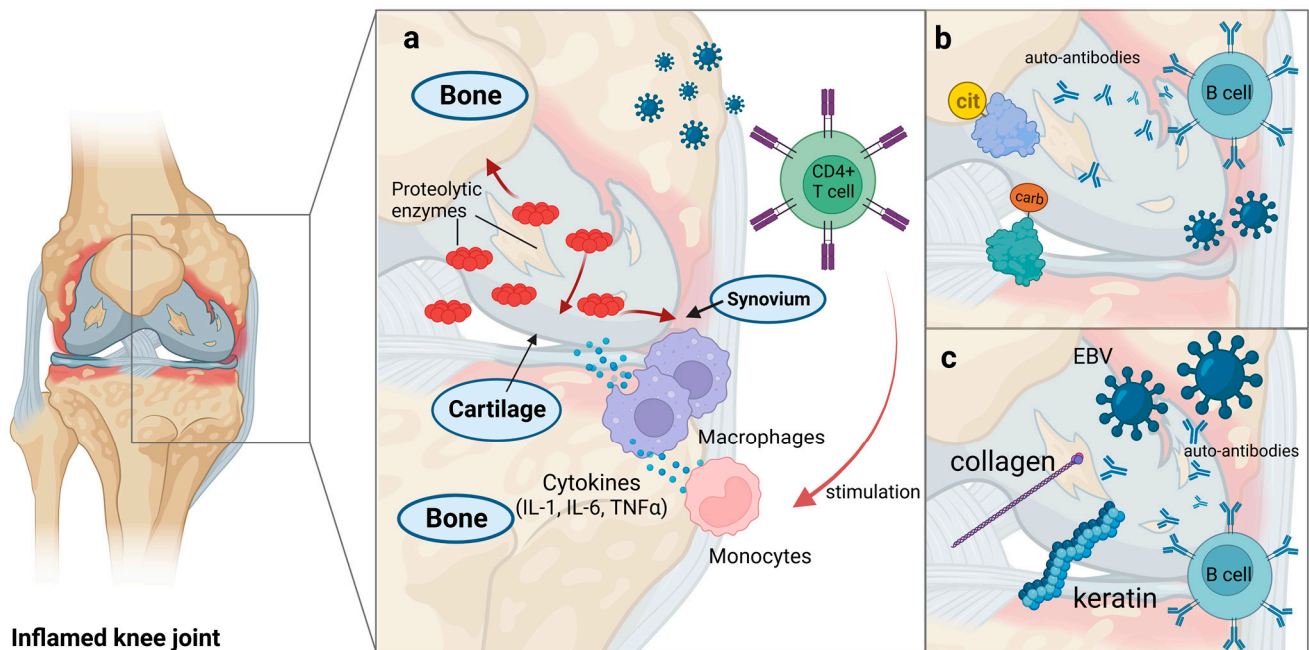 Inflamed knee joint
a
Bone
Proteolytic
enzymes
CD4+
T cell
Synovium
Cartilage
Macrophages
Cytokines
(IL-1, IL-6, TNFα)
Bone
stimulation
Monocytes
b
auto-antibodies
B cell
cit
carb
c
EBV
auto-antibodies
collagen
B cell
keratin